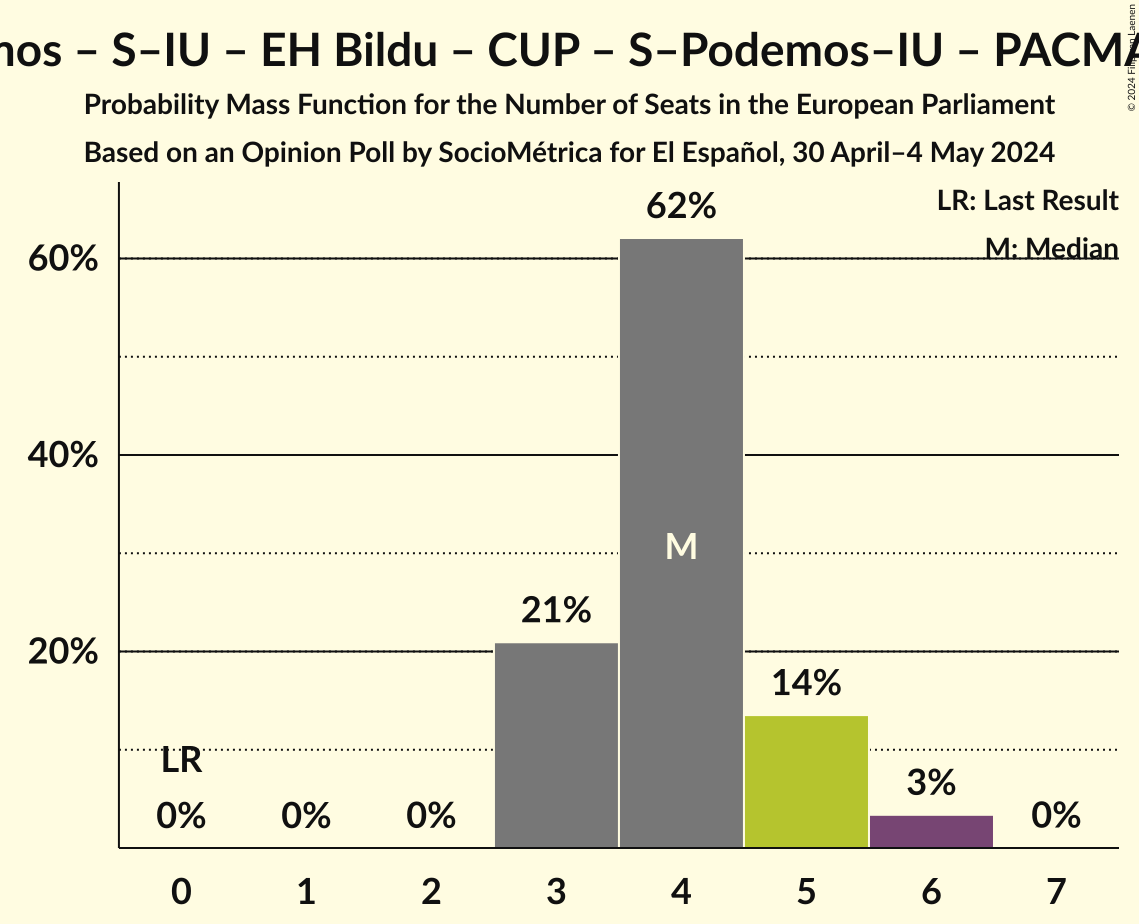 – S–IU – EH Bildu – CUP – S–Podemos–IU –
Probability Mass Function for the Number of Seats in the European Parliament
Based on an Opinion Poll by SocioMétrica for El Español, 30 April–4 May 2024
© 2024 Filip van Laenen
LR: Last Result
M: Median
62%
60%
40%
M
21%
20%
14%
LR
3%
0% 0% 0% 0%
0 1 2 3 4 5 6 7